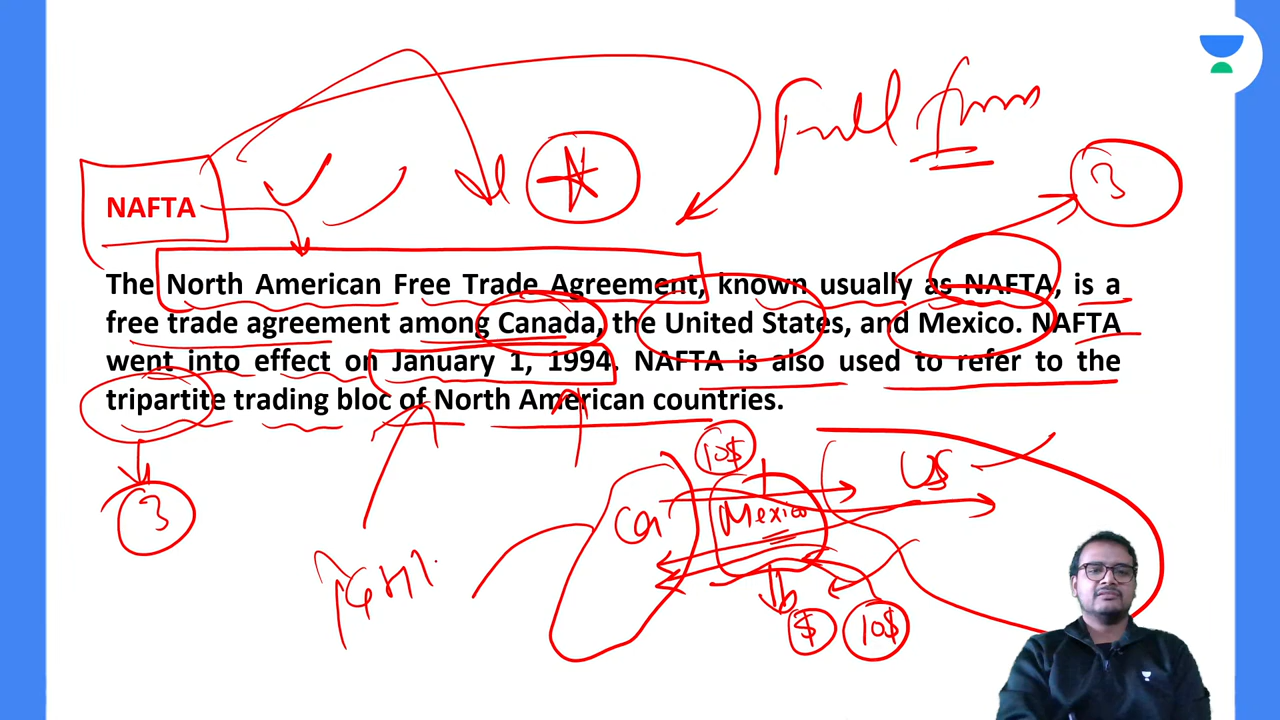 Full form
3
NAFTA
The North American Free Trade Agreement, known usually as NAFTA, is a
free trade agreement among Canada, the United States, and Mexico. NAFTA
went into effect on January 1, 1994. NAFTA is also used to refer to the
tripartite trading bloc of North American countries.
10$
US
3
Ca
Mexico
$
10$